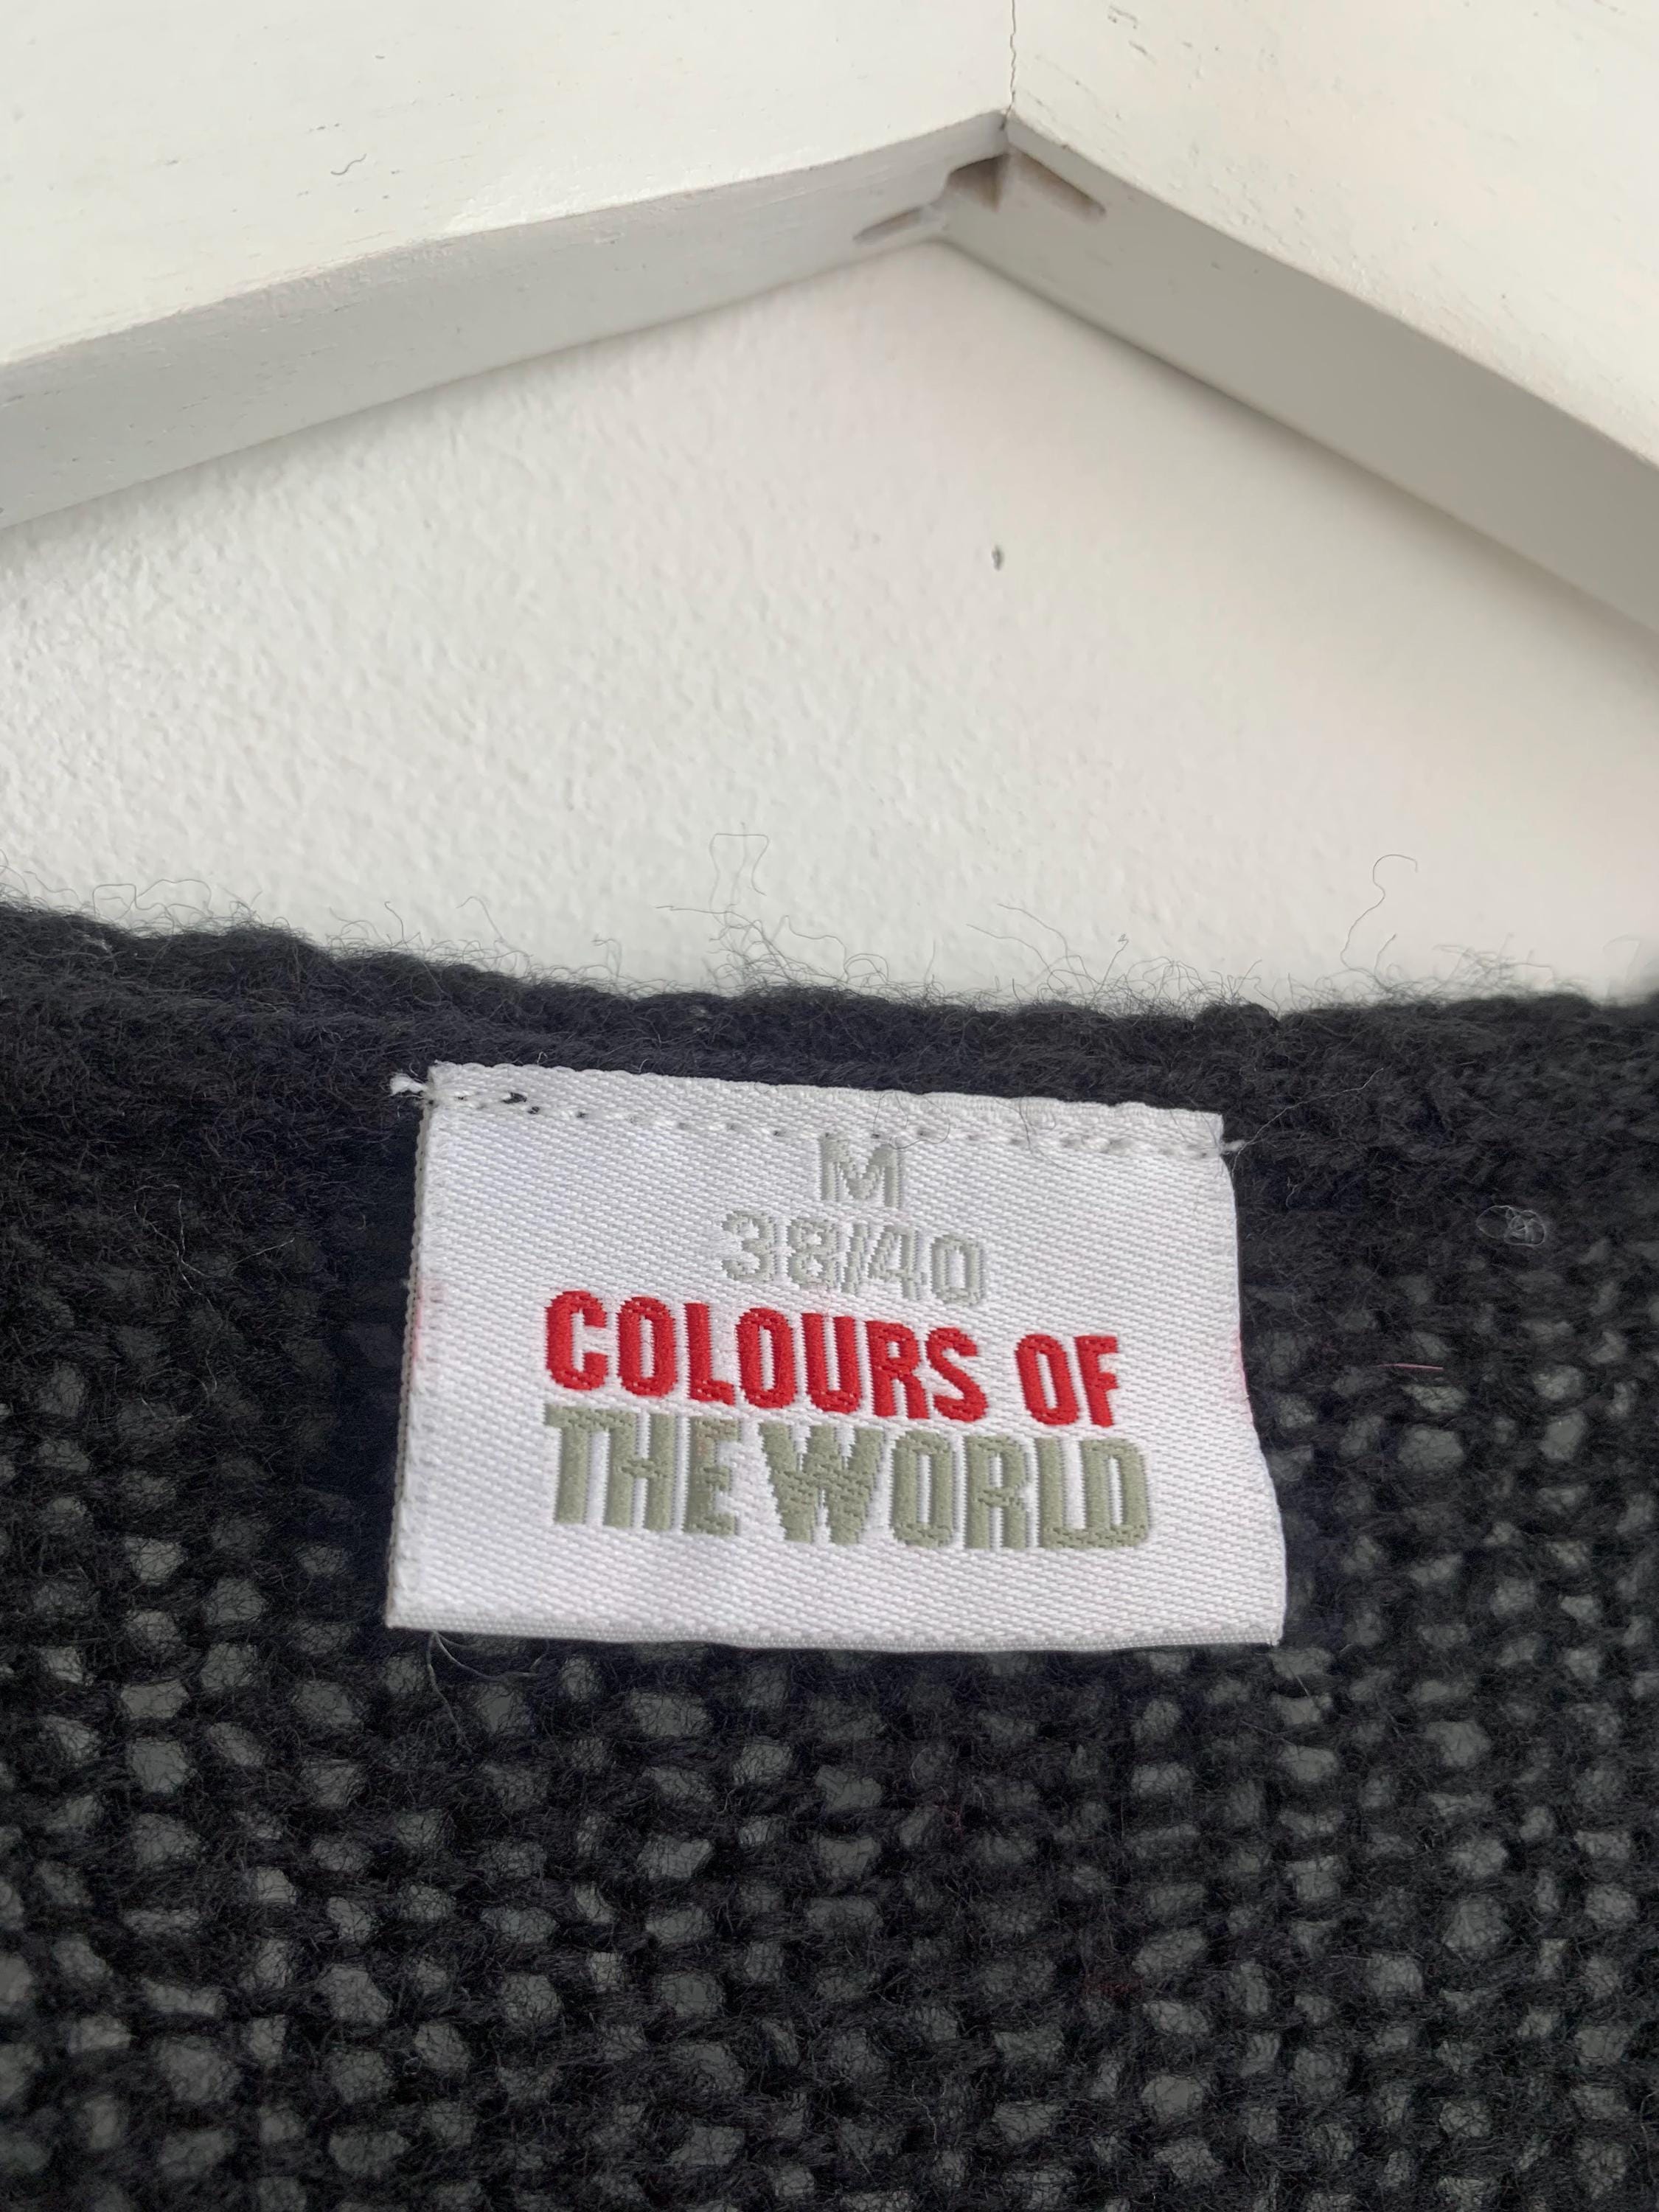 M
38/40
COLOURS OF
THE WORLD